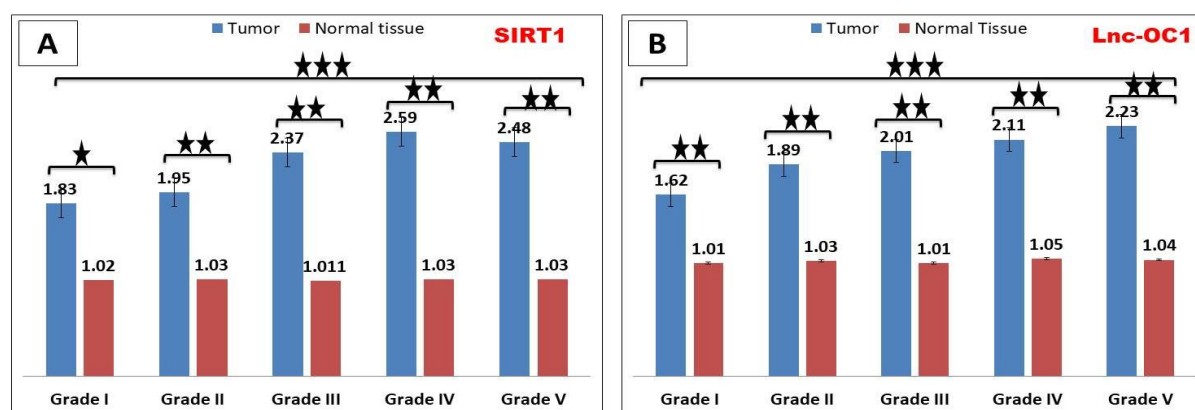 A
Tumor Normal tissue
SIRT1
1.83
1.02
1.95
1.03
2.37
1.011
2.59
1.03
2.48
1.03
Grade I Grade II Grade III Grade IV Grade V
B
Tumor Normal tissue
Lnc-OC1
1.62
1.01
1.89
1.03
2.01
1.01
2.11
1.05
2.23
1.04
Grade I Grade II Grade III Grade IV Grade V